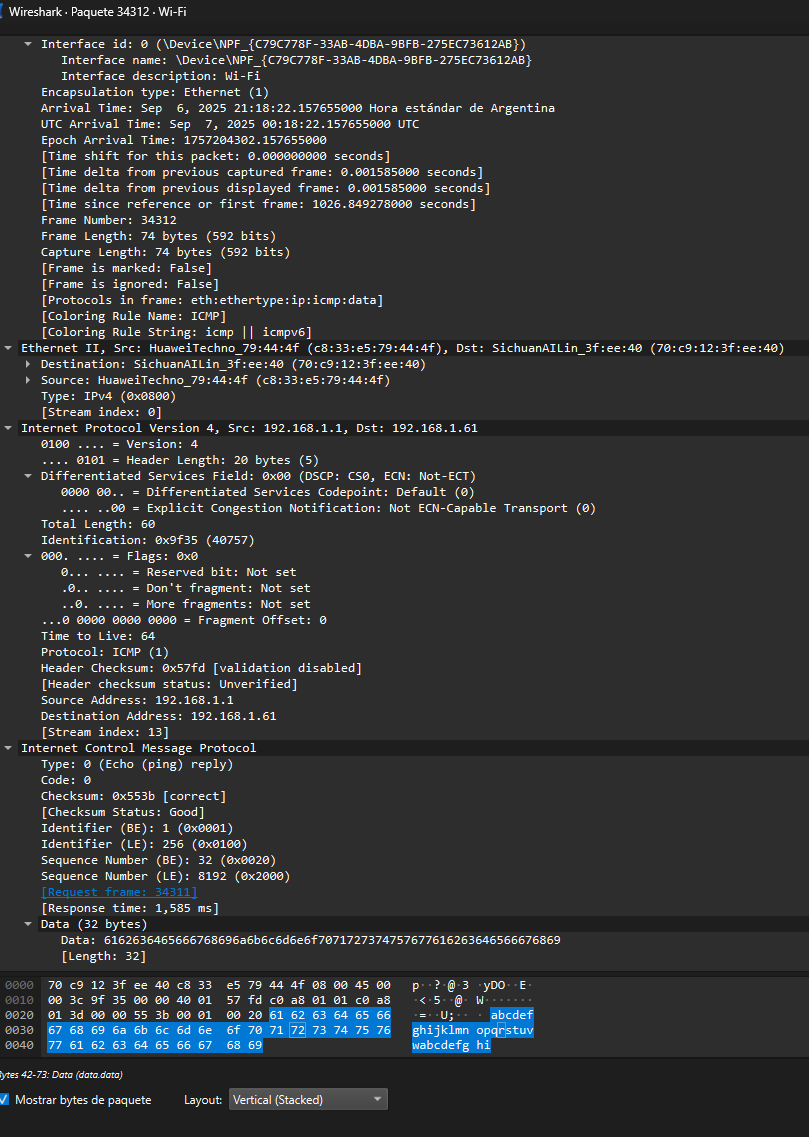 Wireshark · Paquete 34312 · Wi-Fi
Interface id: 0 (\Device\NPF_{C79C778F-33AB-4DBA-9BFB-275EC73612AB})
Interface name: \Device\NPF_{C79C778F-33AB-4DBA-9BFB-275EC73612AB}
Interface description: Wi-Fi
Encapsulation type: Ethernet (1)
Arrival Time: Sep  6, 2025 21:18:22.157655000 Hora estándar de Argentina
UTC Arrival Time: Sep  7, 2025 00:18:22.157655000 UTC
Epoch Arrival Time: 1757204302.157655000
[Time shift for this packet: 0.000000000 seconds]
[Time delta from previous captured frame: 0.001585000 seconds]
[Time delta from previous displayed frame: 0.001585000 seconds]
[Time since reference or first frame: 1026.849278000 seconds]
Frame Number: 34312
Frame Length: 74 bytes (592 bits)
Capture Length: 74 bytes (592 bits)
[Frame is marked: False]
[Frame is ignored: False]
[Protocols in frame: eth:ethertype:ip:icmp:data]
[Coloring Rule Name: ICMP]
[Coloring Rule String: icmp || icmpv6]
Ethernet II, Src: HuaweiTechno_79:44:4f (c8:33:e5:79:44:4f), Dst: SichuanAILin_3f:ee:40 (70:c9:12:3f:ee:40)
Destination: SichuanAILin_3f:ee:40 (70:c9:12:3f:ee:40)
Source: HuaweiTechno_79:44:4f (c8:33:e5:79:44:4f)
Type: IPv4 (0x0800)
[Stream index: 0]
Internet Protocol Version 4, Src: 192.168.1.1, Dst: 192.168.1.61
0100 .... = Version: 4
.... 0101 = Header Length: 20 bytes (5)
Differentiated Services Field: 0x00 (DSCP: CS0, ECN: Not-ECT)
0000 00.. = Differentiated Services Codepoint: Default (0)
.... ..00 = Explicit Congestion Notification: Not ECN-Capable Transport (0)
Total Length: 60
Identification: 0x9f35 (40757)
000. .... = Flags: 0x0
0... .... = Reserved bit: Not set
.0.. .... = Don't fragment: Not set
..0. .... = More fragments: Not set
...0 0000 0000 0000 = Fragment Offset: 0
Time to Live: 64
Protocol: ICMP (1)
Header Checksum: 0x57fd [validation disabled]
[Header checksum status: Unverified]
Source Address: 192.168.1.1
Destination Address: 192.168.1.61
[Stream index: 13]
Internet Control Message Protocol
Type: 0 (Echo (ping) reply)
Code: 0
Checksum: 0x553b [correct]
[Checksum Status: Good]
Identifier (BE): 1 (0x0001)
Identifier (LE): 256 (0x0100)
Sequence Number (BE): 32 (0x0020)
Sequence Number (LE): 8192 (0x2000)
[Request frame: 34311]
[Response time: 1,585 ms]
Data (32 bytes)
Data: 6162636465666768696a6b6c6d6e6f7071727374757677616263646566676869
[Length: 32]
0000 70 c9 12 3f ee 40 c8 33 e5 79 44 4f 08 00 45 00 p··?·@·3 ·yDO··E·
0010 00 3c 9f 35 00 00 40 01 57 fd c0 a8 01 01 c0 a8 ·<·5··@· W·······
0020 01 3d 00 00 55 3b 00 01 00 20 61 62 63 64 65 66 ·=··U;·· · abcdef
0030 67 68 69 6a 6b 6c 6d 6e 6f 70 71 72 73 74 75 76 ghijklmn opqrstuv
0040 77 61 62 63 64 65 66 67 68 69 wabcdefg hi
ytes 42-73: Data (data.data)
Mostrar bytes de paquete Layout: Vertical (Stacked)